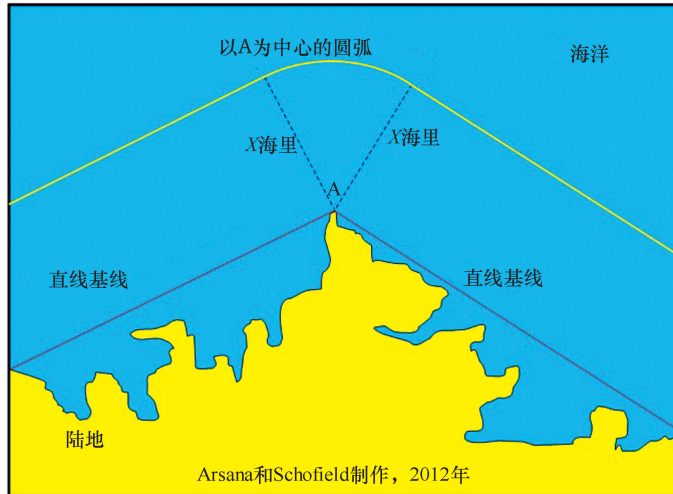 以A为中心的圆弧
海洋
X海里
X海里
A
直线基线
直线基线
陆地
Arsana和Schofield制作，2012年